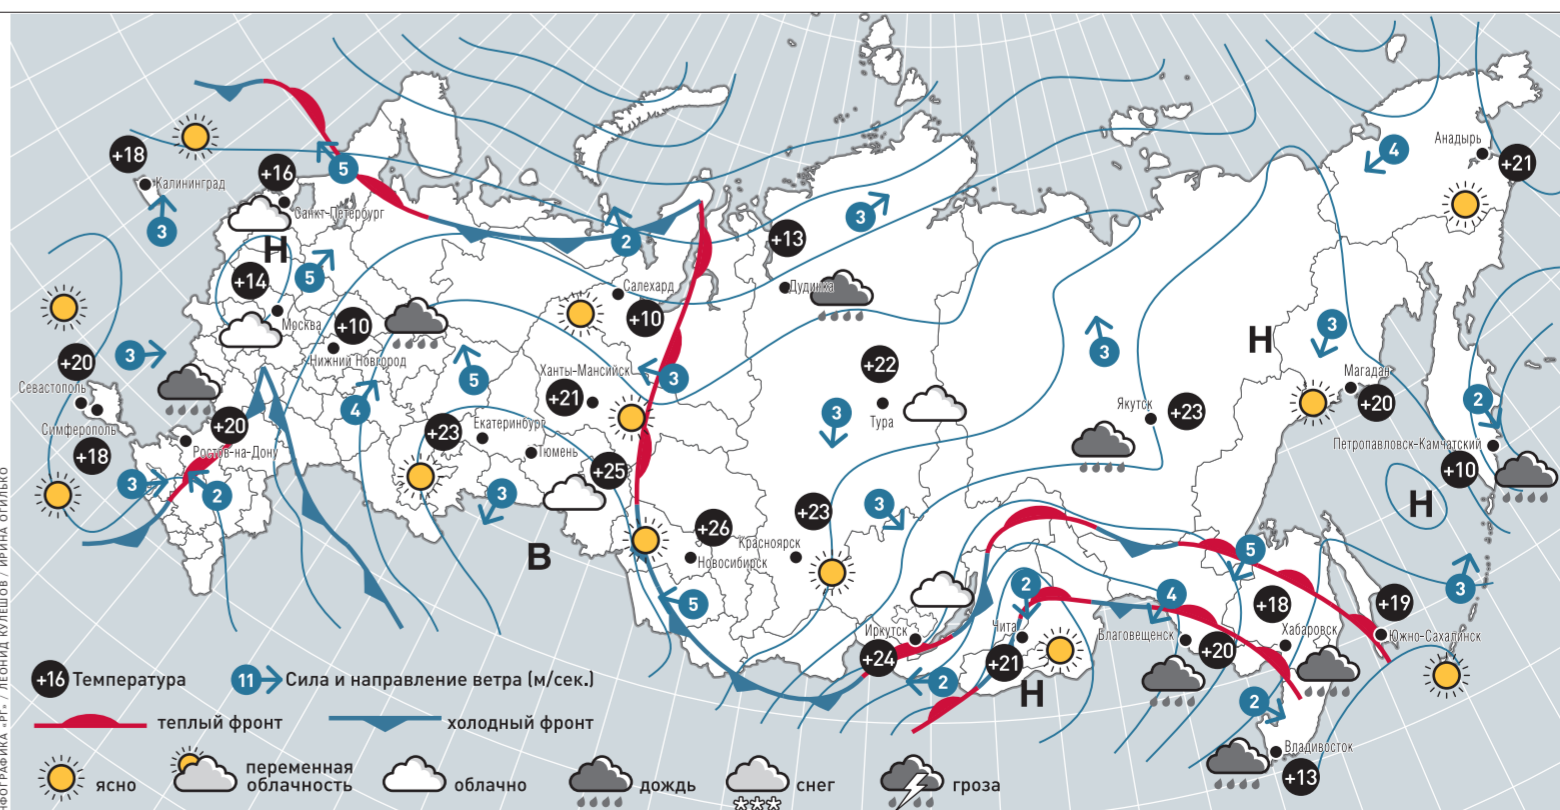 +18
Калининград
3
+16
Санкт-Петербург
5
Н
+14
5
Москва
+10
Нижний Новгород
3
+20
Севастополь
Симферополь
+18
+20
Ростов-на-Дону
3
2
4
5
2
Салехард
+10
Ханты-Мансийск
+21
3
Екатеринбург
+23
Тюмень
+25
3
В
+26
Новосибирск
5
+13
Дудинка
3
+22
Тура
3
Красноярск
+23
3
3
Якутск
+23
Иркутск
+24
2
Чита
+21
2
Н
4
Благовещенск
+20
5
+18
Хабаровск
+19
Южно-Сахалинск
2
Владивосток
+13
4
Анадырь
+21
Н
3
Магадан
+20
2
Петропавловск-Камчатский
+10
Н
3
+16 Температура
11 Сила и направление ветра (м/сек.)
теплый фронт
холодный фронт
ясно
переменная
облачность
облачно
дождь
снег
гроза
ИНФОГРАФИКА «РГ» / ЛЕОНИД КУЛЕШОВ / ИРИНА ОГИЛЬКО